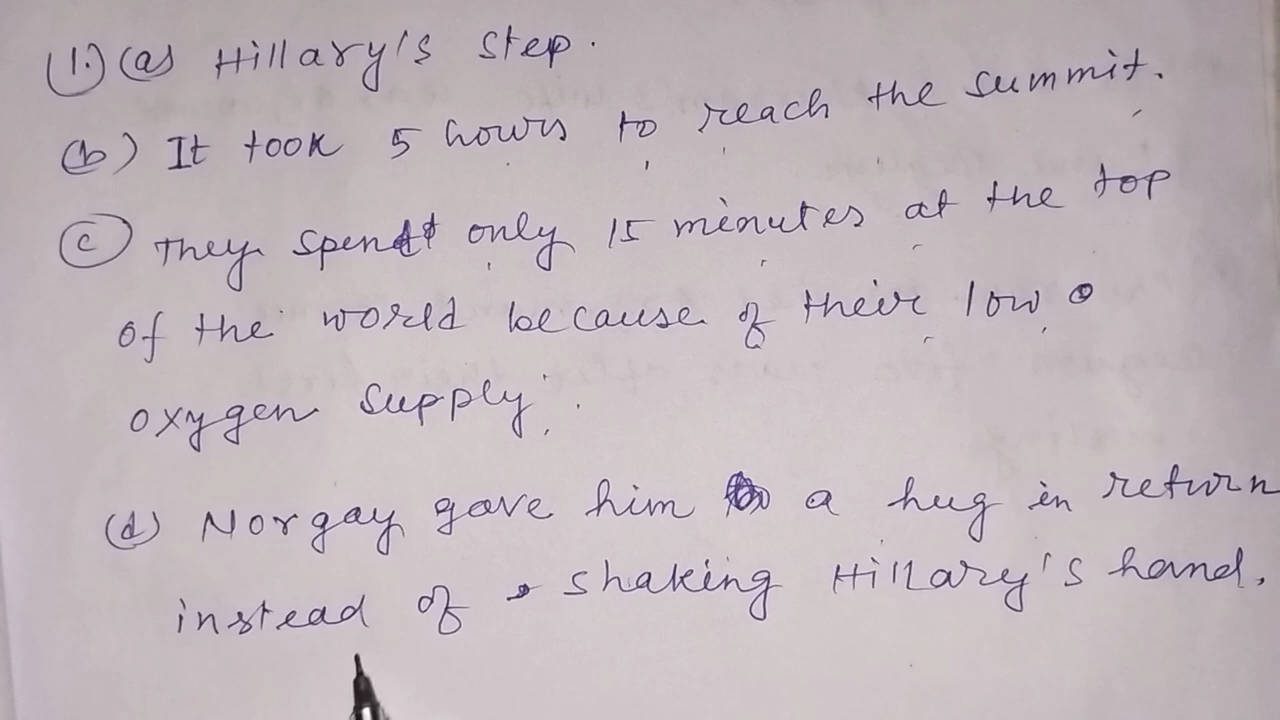 (1.) (a) Hillary's step.
(b) It took 5 hours to reach the summit.
(c) They spent only 15 minutes at the top
of the world because of their low
oxygen supply.
(d) Norgay gave him a hug in return
instead of shaking Hillary's hand.